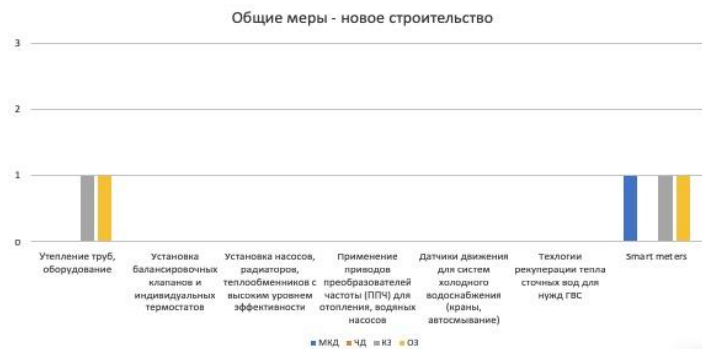 Общие меры - новое строительство
3
2
1
0
Утепление труб,
оборудование
Установка
балансировочных
клапанов и
индивидуальных
термостатов
Установка насосов,
радиаторов,
теплообменников с
высоким уровнем
эффективности
Применение
приводов
преобразователей
частоты (ППЧ) для
отопления, водяных
насосов
Датчики движения
для систем
холодного
водоснабжения
(краны,
автосмывание)
Техлогии
рекуперации тепла
сточных вод для
нужд ГВС
Smart meters
МКД ЧД КЗ ОЗ